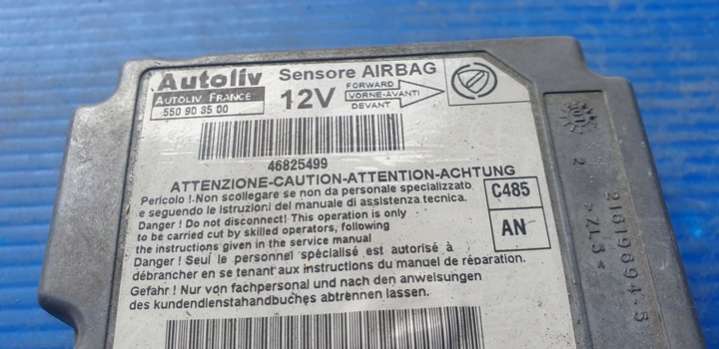 Autoliv
Sensore AIRBAG
AUTOLIV FRANCE
550 90 35 00
12V
FORWARD
VORNE-AVANTI
DEVANT
46825499
ATTENZIONE-CAUTION-ATTENTION-ACHTUNG
Pericolo !-Non scollegare se non da personale specializzato
e seguendo le istruzioni del manuale di assistenza tecnica.
Danger ! Do not disconnect! This operation is only
to be carried out by skilled operators, following
the instructions given in the service manual
Danger ! Seul le personnel spécialisé est autorisé à
débrancher en se tenant aux instructions du manuel de réparation.
Gefahr ! Nur von fachpersonal und nach den anweisungen
des kundendienstahandbuches abtrennen lassen.
C485
AN
2